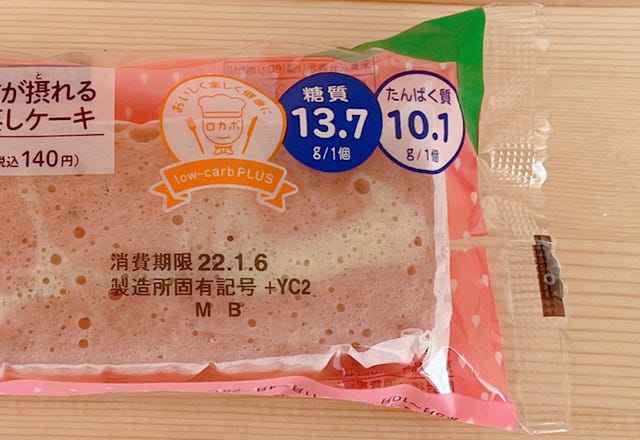 が摂れる
しケーキ
税込140円)
おいしく楽しく健康に
ロカボ
low-carb PLUS
糖質
13.7
g/1個
たんぱく質
10.1
g/1個
消費期限 22.1.6
製造所固有記号 +YC2
M B